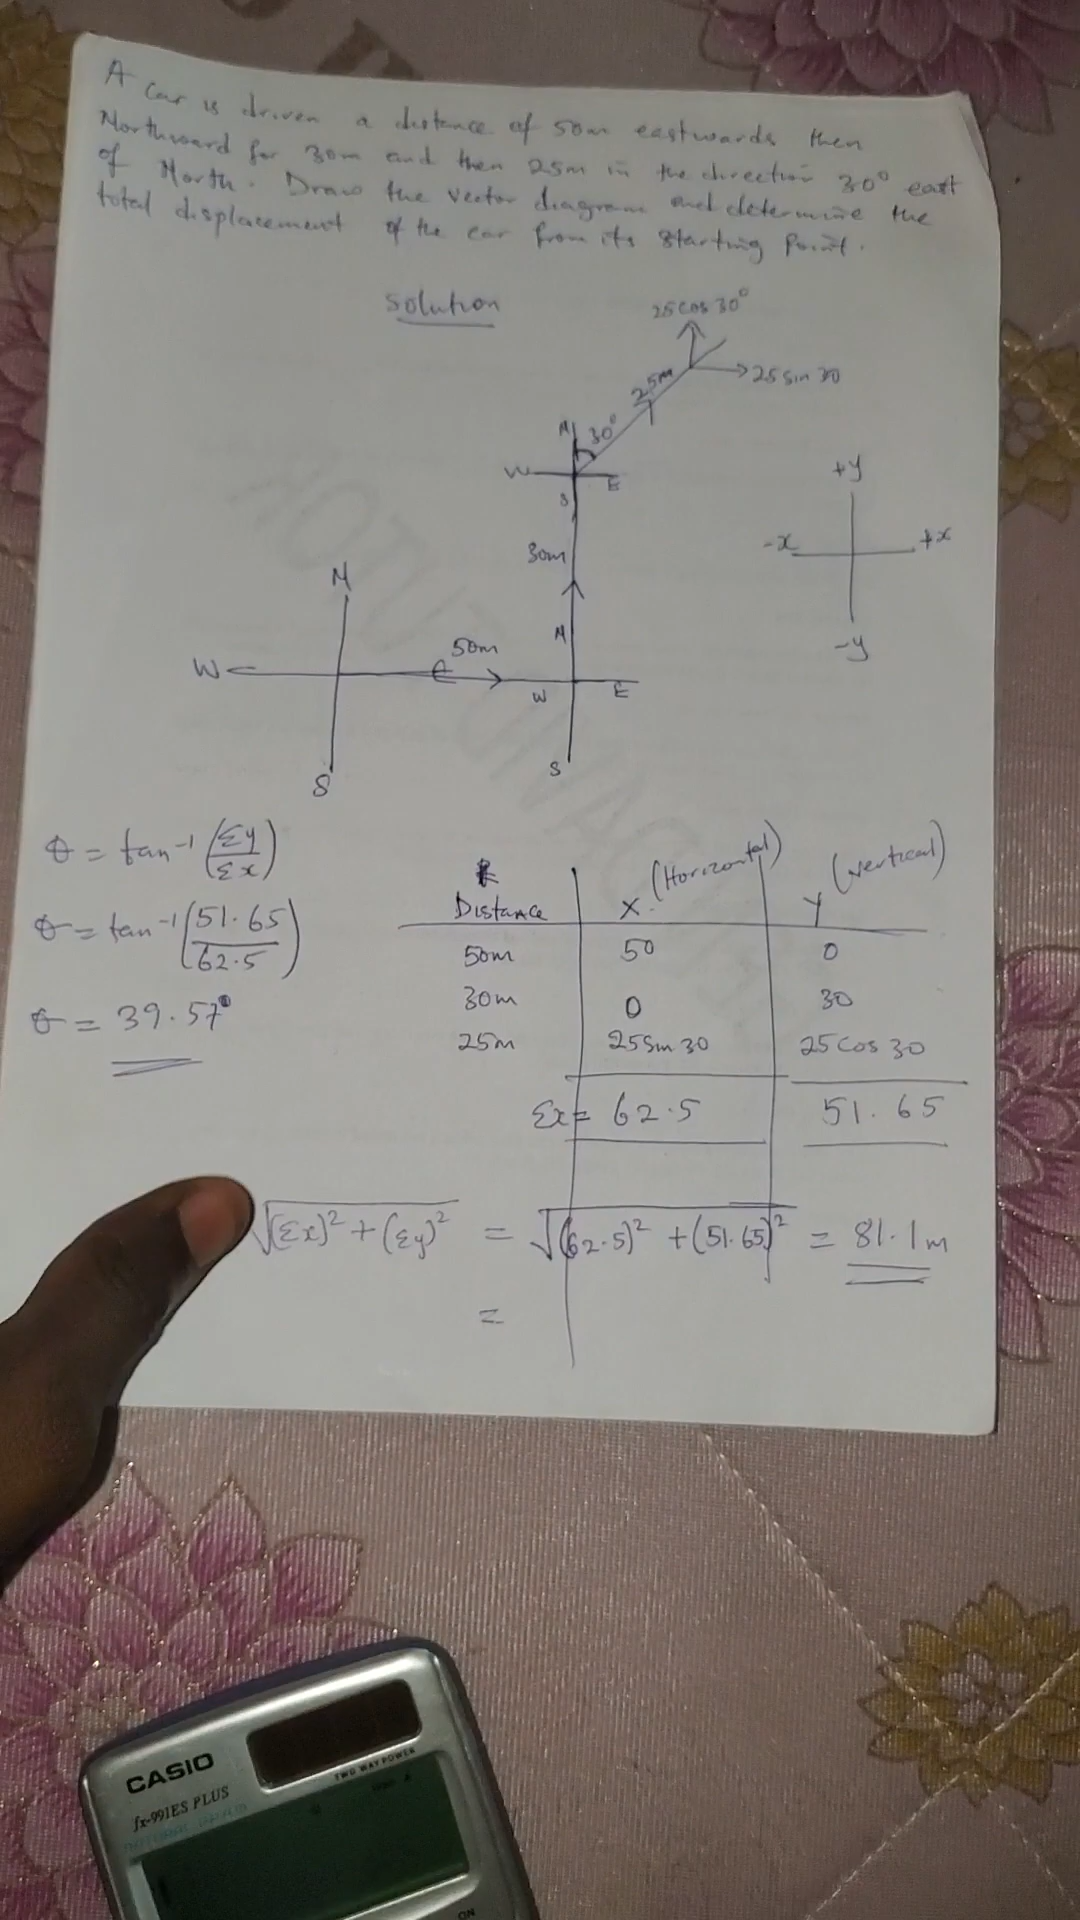 A car is driven a distance of 50m eastwards then
Northward for 30m and then 25m in the direction 30° east
of North. Draw the vector diagram and determine the
total displacement of the car from its starting Point.
Solution
25cos30°
25 sin 30
25m
N
30°
W
E
S
30m
+y
-x
+x
-y
N
N
50m
W
W
E
S
S
θ = tan⁻¹(Σy/Σx)
θ = tan⁻¹(51.65/62.5)
θ = 39.57°
Distance X (Horizontal) Y (vertical)
50m 50 0
30m 0 30
25m 25Sin 30 25 Cos 30
Σx = 62.5 51.65
√(Σx)² + (Σy)² = √(62.5)² + (51.65)² = 81.1m
=
CASIO
TWO WAY POWER
fx-991ES PLUS
NATURAL-V.P.A.M.
ON